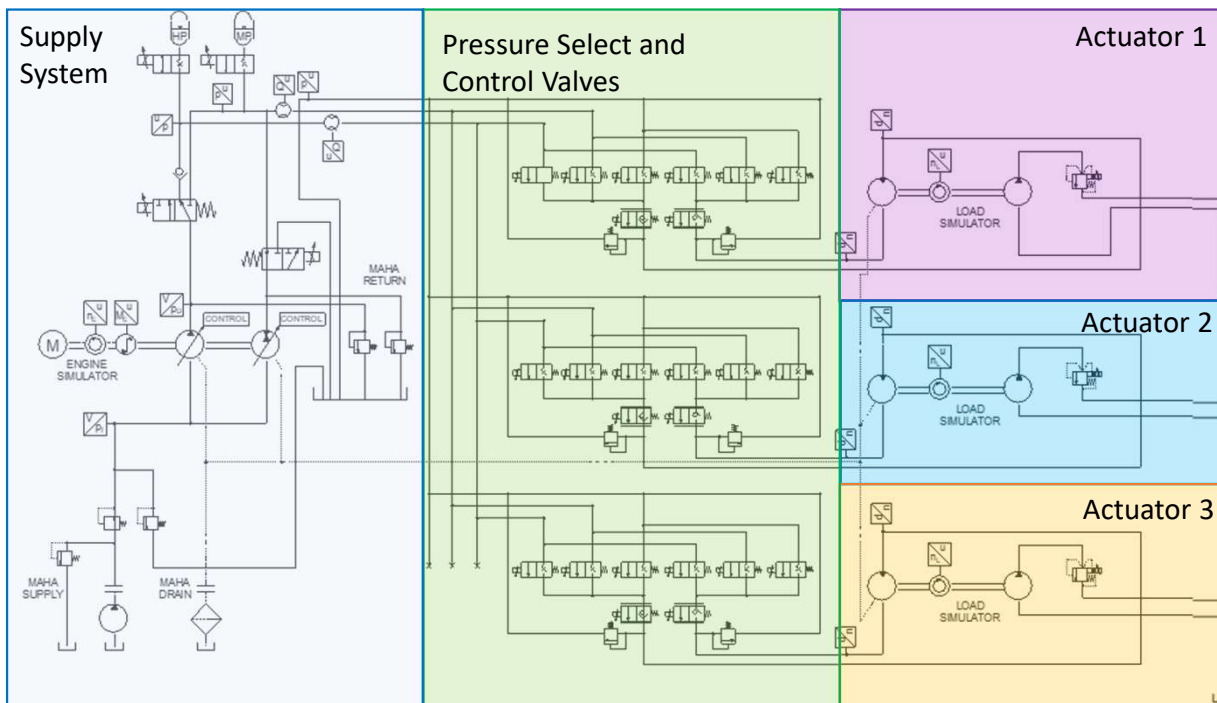 Supply
System
HP
MP
Pressure Select and
Control Valves
Actuator 1
LOAD
SIMULATOR
MAHA
RETURN
CONTROL
CONTROL
M
ENGINE
SIMULATOR
Actuator 2
LOAD
SIMULATOR
Actuator 3
LOAD
SIMULATOR
MAHA
SUPPLY
MAHA
DRAIN